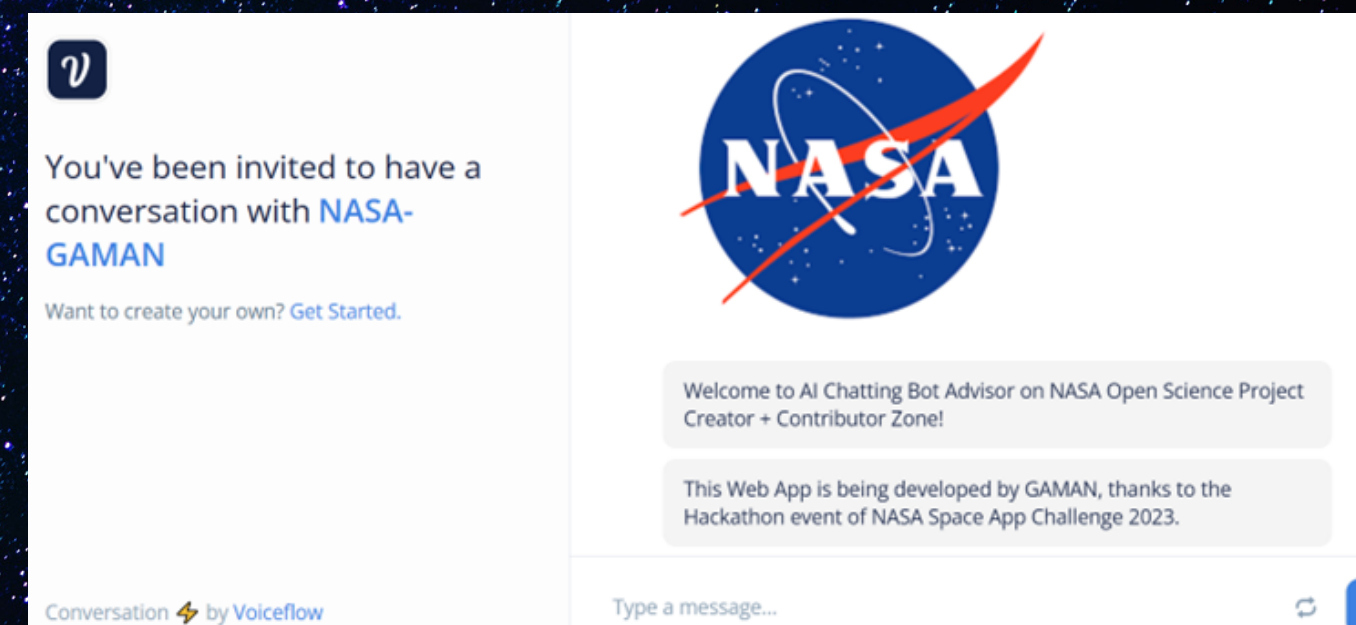 You've been invited to have a
conversation with NASA-
GAMAN
Want to create your own? Get Started.
Conversation ⚡ by Voiceflow
NASA
Welcome to AI Chatting Bot Advisor on NASA Open Science Project
Creator + Contributor Zone!
This Web App is being developed by GAMAN, thanks to the
Hackathon event of NASA Space App Challenge 2023.
Type a message...